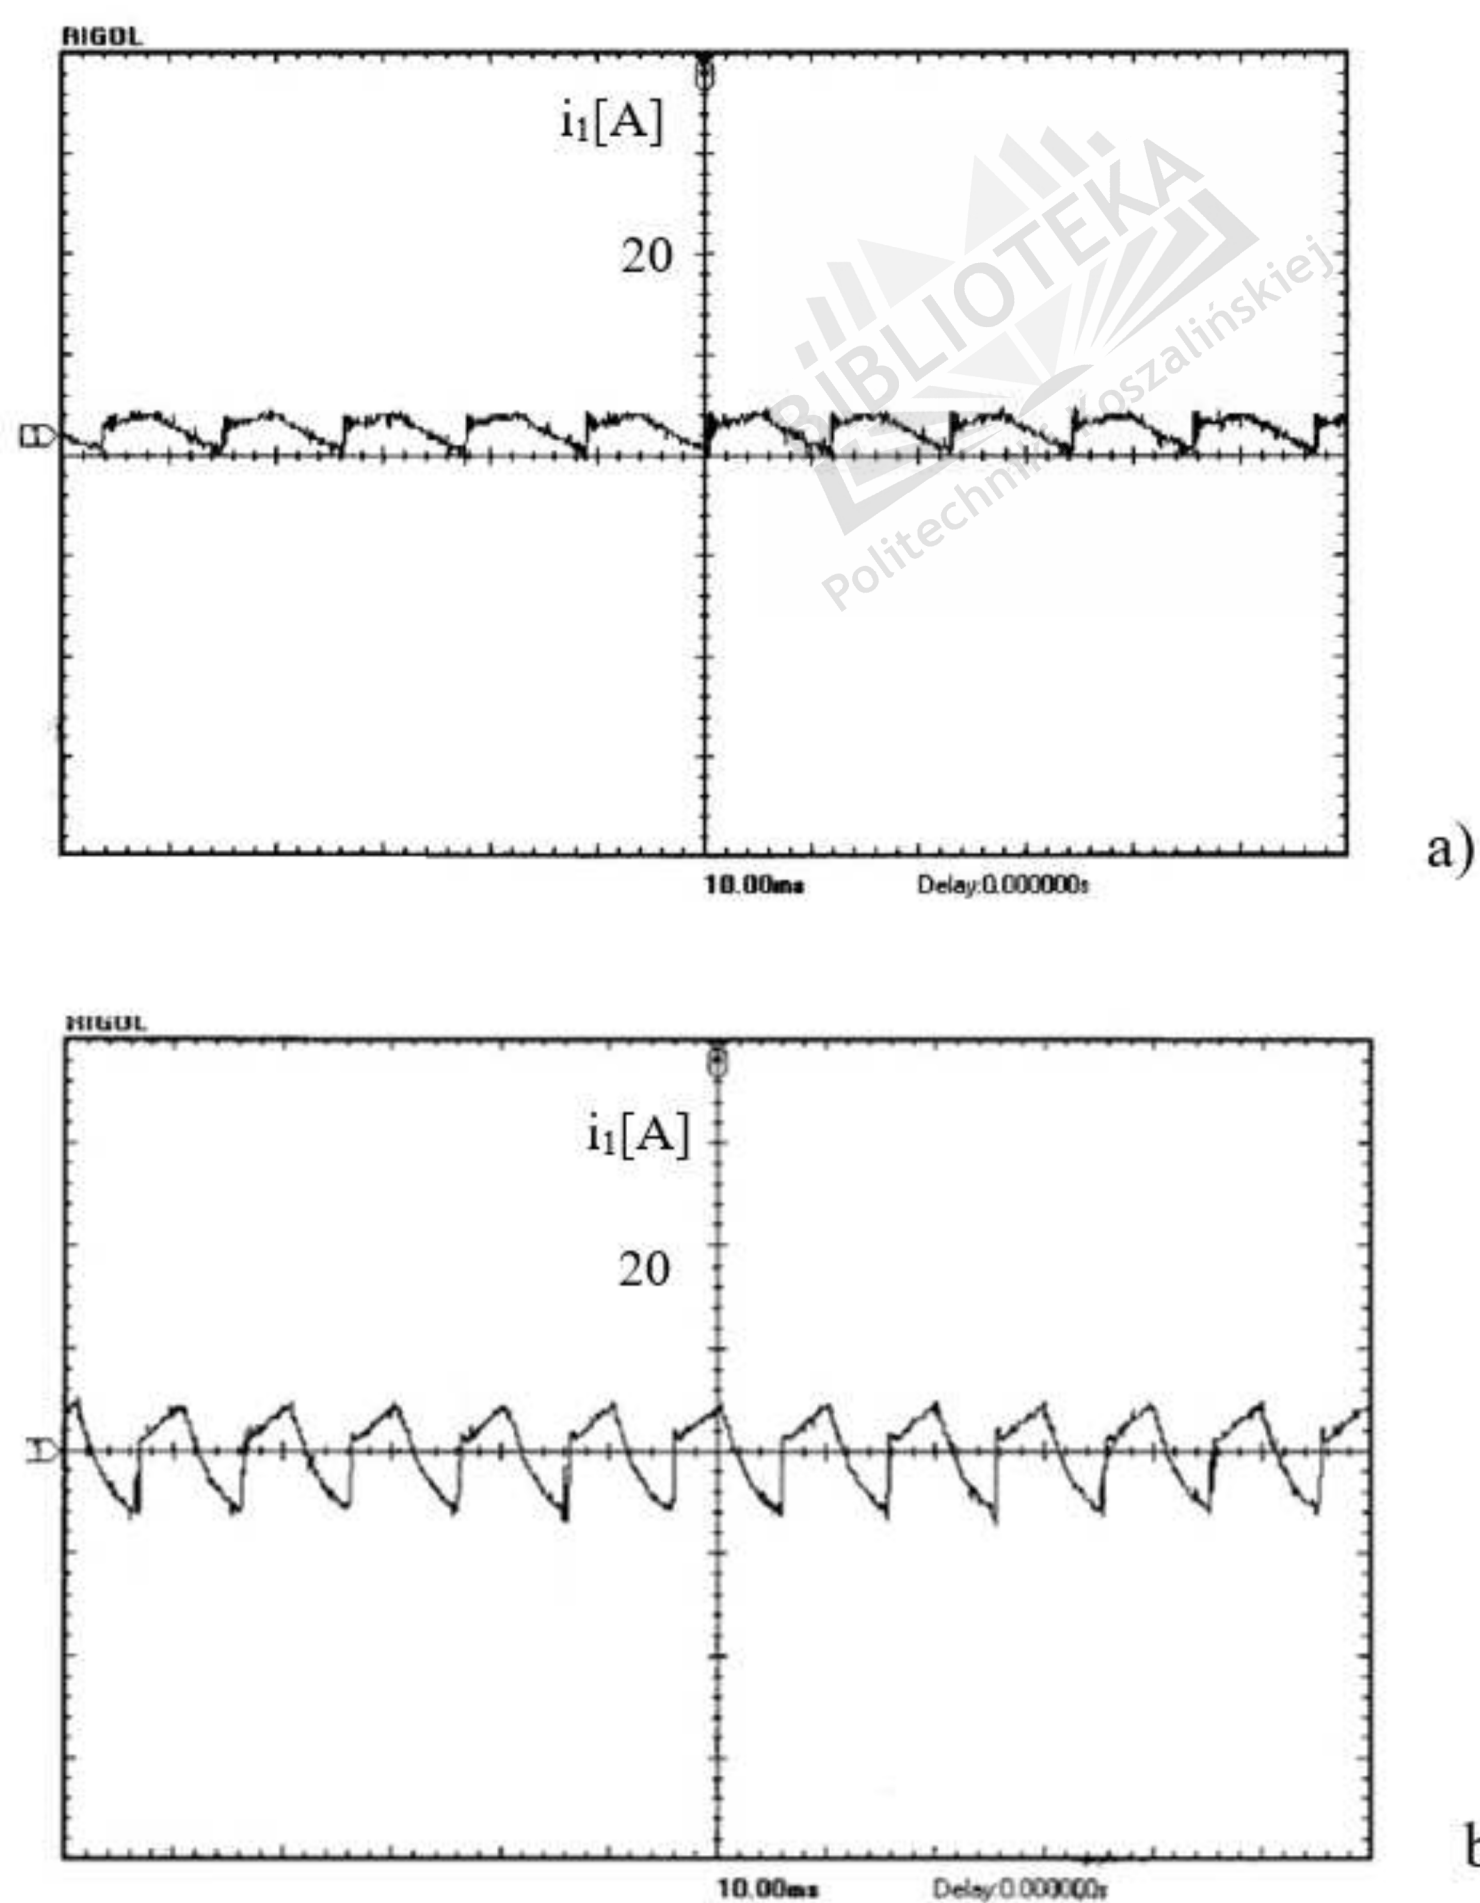 RIGOL
i₁[A]
20
BIBLIOTEKA
Politechniki Koszalińskiej
10.00ms Delay:0.000000s
a)
RIGOL
i₁[A]
20
b
10.00ms Delay:0.000000s